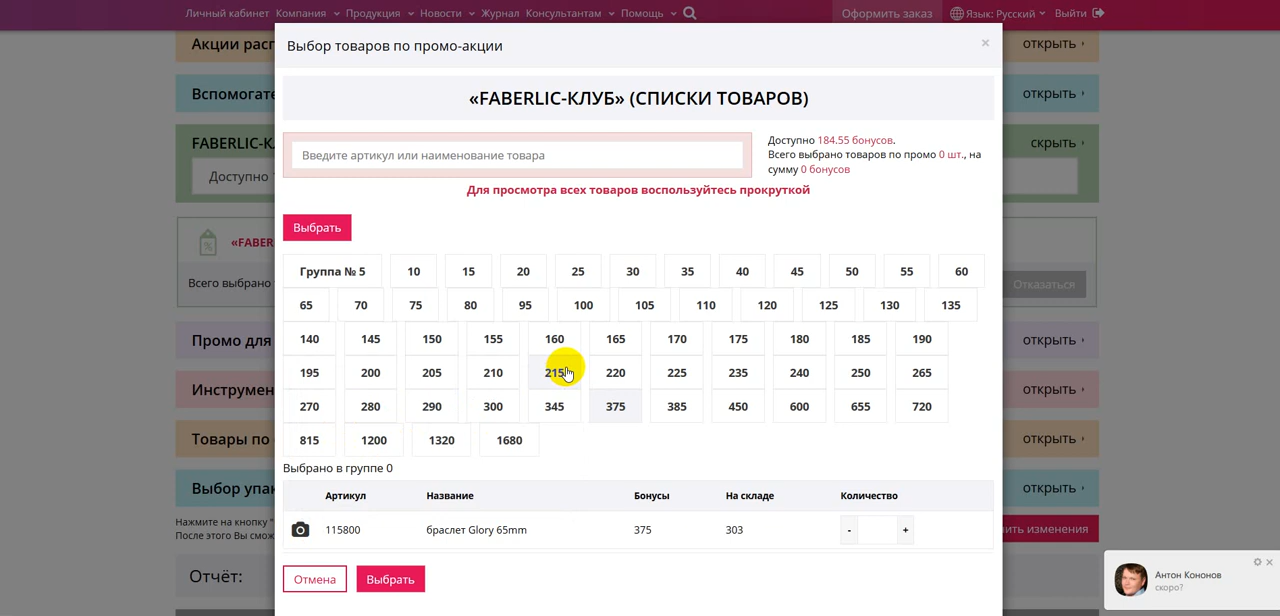 Личный кабинет Компания Продукция Новости Журнал Консультантам Помощь Оформить заказ Язык: Русский Выйти
Акции расп
открыть
Выбор товаров по промо-акции
×
«FABERLIC-КЛУБ» (СПИСКИ ТОВАРОВ)
Вспомогате
открыть
FABERLIC-К
скрыть
Введите артикул или наименование товара
Доступно 184.55 бонусов.
Всего выбрано товаров по промо 0 шт., на
сумму 0 бонусов
Доступно
Для просмотра всех товаров воспользуйтесь прокруткой
Выбрать
«FABER
Всего выбрано
Отказаться
Группа № 5 10 15 20 25 30 35 40 45 50 55 60
65 70 75 80 95 100 105 110 120 125 130 135
140 145 150 155 160 165 170 175 180 185 190
195 200 205 210 215 220 225 235 240 250 265
270 280 290 300 345 375 385 450 600 655 720
815 1200 1320 1680
Промо для
открыть
Инструмен
открыть
Товары по
открыть
Выбрано в группе 0
Выбор упак
открыть
Артикул Название Бонусы На складе Количество
115800 браслет Glory 65mm 375 303 - +
Нажмите на кнопку "
После этого Вы смож
ить изменения
Отмена Выбрать
Отчёт:
Антон Кононов
скоро?